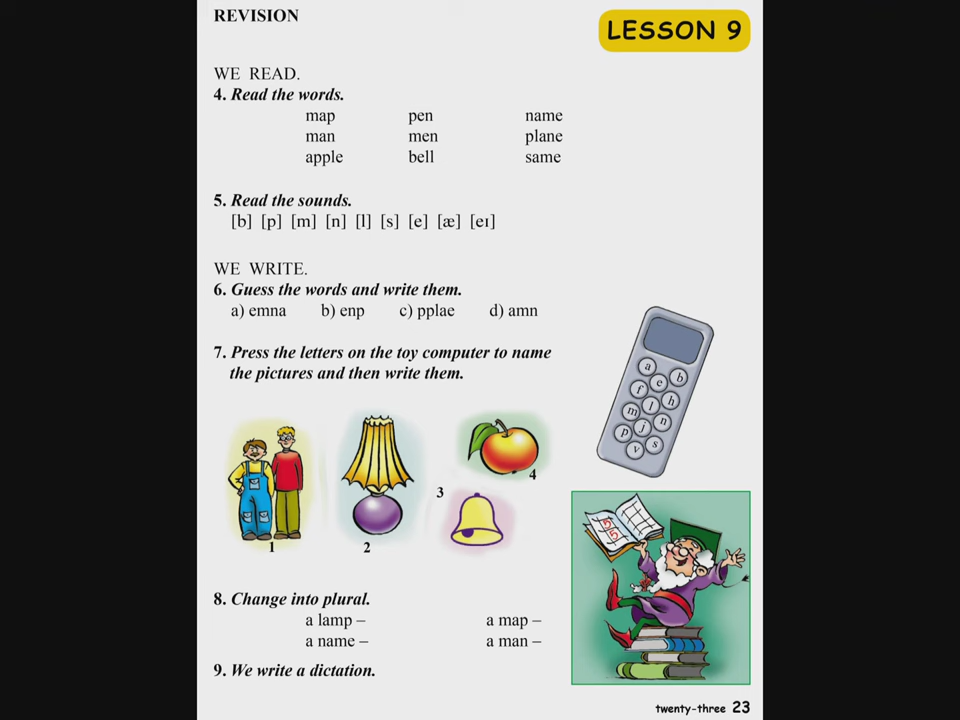 REVISION
LESSON 9
WE READ.
4. Read the words.
map pen name
man men plane
apple bell same
5. Read the sounds.
[b] [p] [m] [n] [l] [s] [e] [æ] [eɪ]
WE WRITE.
6. Guess the words and write them.
a) emna b) enp c) pplae d) amn
7. Press the letters on the toy computer to name
the pictures and then write them.
a
b
e
f
h
l
m
n
j
p
s
v
1
2
3
4
5
5
8. Change into plural.
a lamp – a map –
a name – a man –
9. We write a dictation.
twenty-three 23